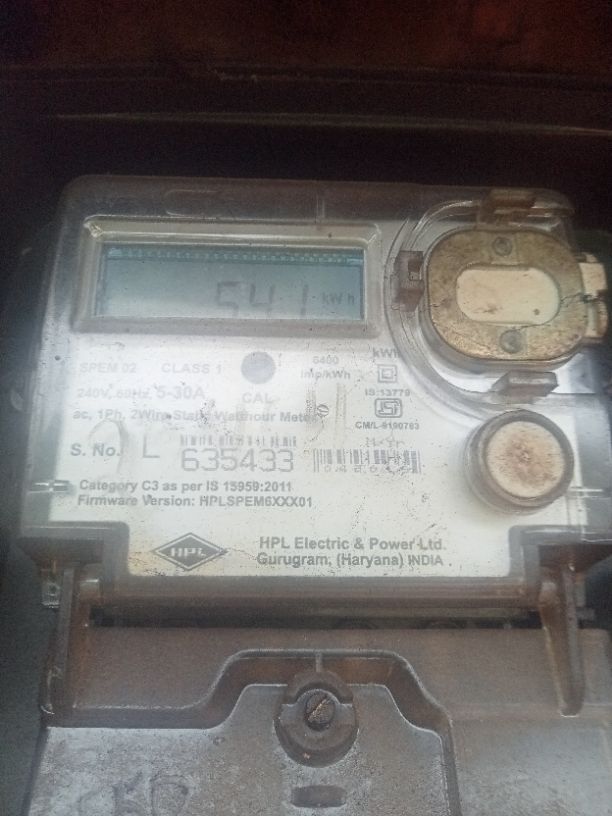 541 kWh
SPEM 02 CLASS 1
6400 imp/kWh
kWh
240V, 50Hz, 5-30A
CAL
IS:13779
ac, 1Ph, 2Wire Static Watthour Meter
CM/L-9190763
S. No. L 635433
Category C3 as per IS 15959:2011
Firmware Version: HPLSPEM6XXX01
HPL
HPL Electric & Power Ltd.
Gurugram, (Haryana) INDIA